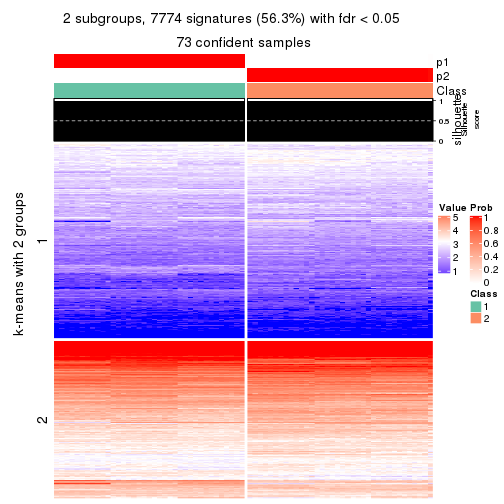 2 subgroups, 7774 signatures (56.3%) with fdr < 0.05
73 confident samples
p1
p2
Class
1
0.5
0
silhouette
Silhouette
score
k-means with 2 groups
1
2
Value
5
4
3
2
1
Prob
1
0.8
0.6
0.4
0.2
0
Class
1
2